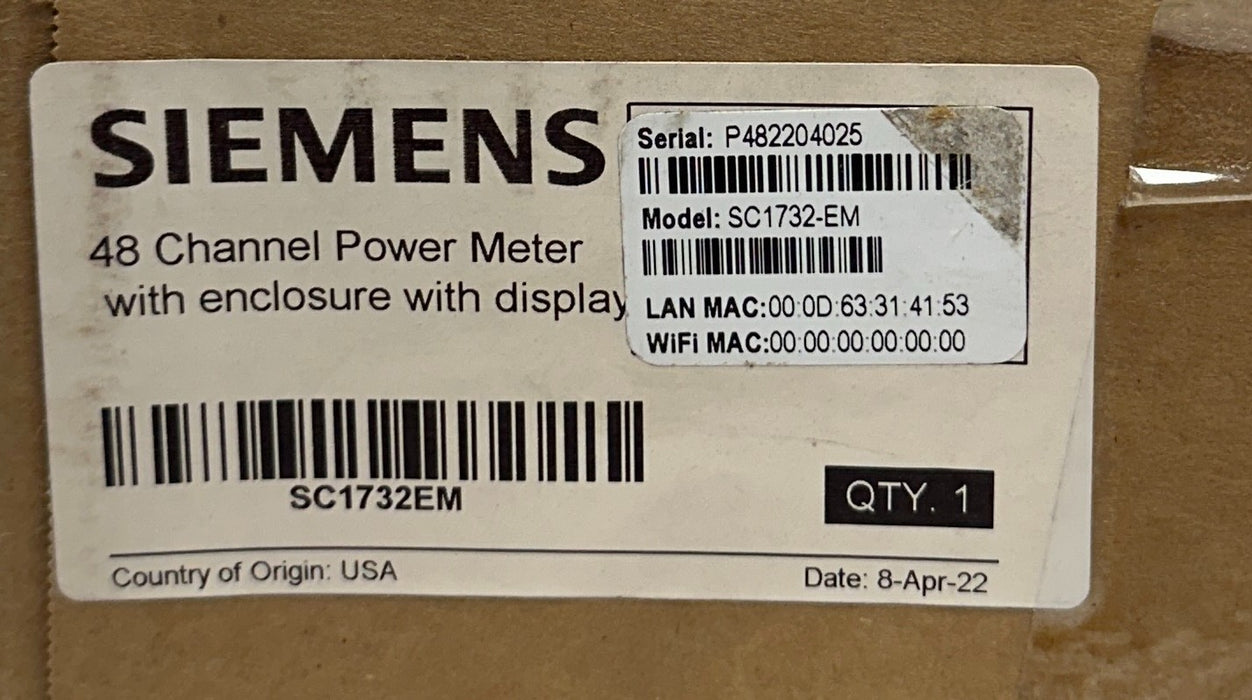 SIEMENS
48 Channel Power Meter
with enclosure with display
Serial: P482204025
Model: SC1732-EM
LAN MAC:00:0D:63:31:41:53
WiFi MAC:00:00:00:00:00:00
SC1732EM
QTY. 1
Country of Origin: USA
Date: 8-Apr-22